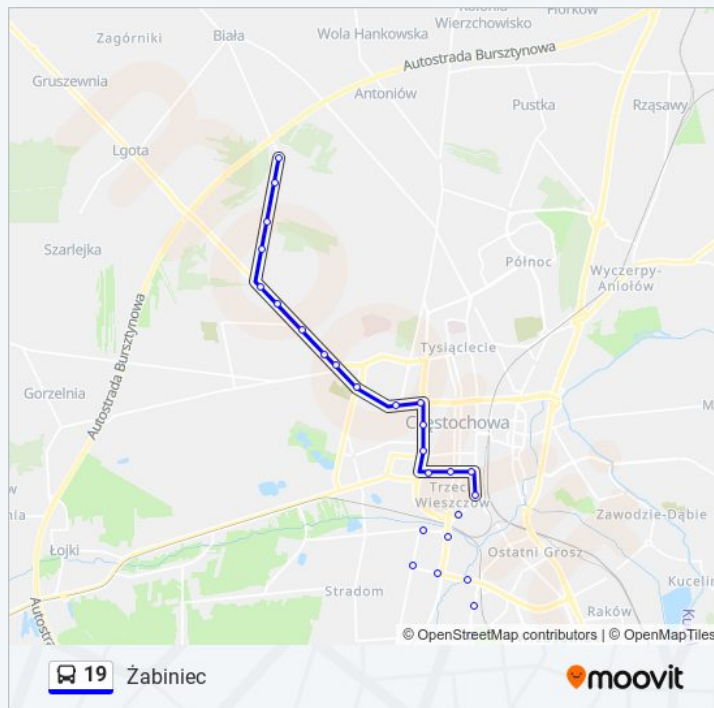 Kolonia
Wierzchowisko
Florków
Zagórniki
Biała
Wola Hankowska
Autostrada Bursztynowa
Gruszewnia
Antoniów
Pustka
Rząsawy
Lgota
Szarlejka
Północ
Wyczerpy-
Aniołów
Autostrada Bursztynowa
Tysiąclecie
Gorzelnia
Częstochowa
M
Trzech
Wieszczów
Zawodzie-Dąbie
nia
Łojki
Ostatni Grosz
Stradom
Kucelin
Raków
Ku
Autostra
© OpenStreetMap contributors | © OpenMapTiles
19 Żabiniec
moovit